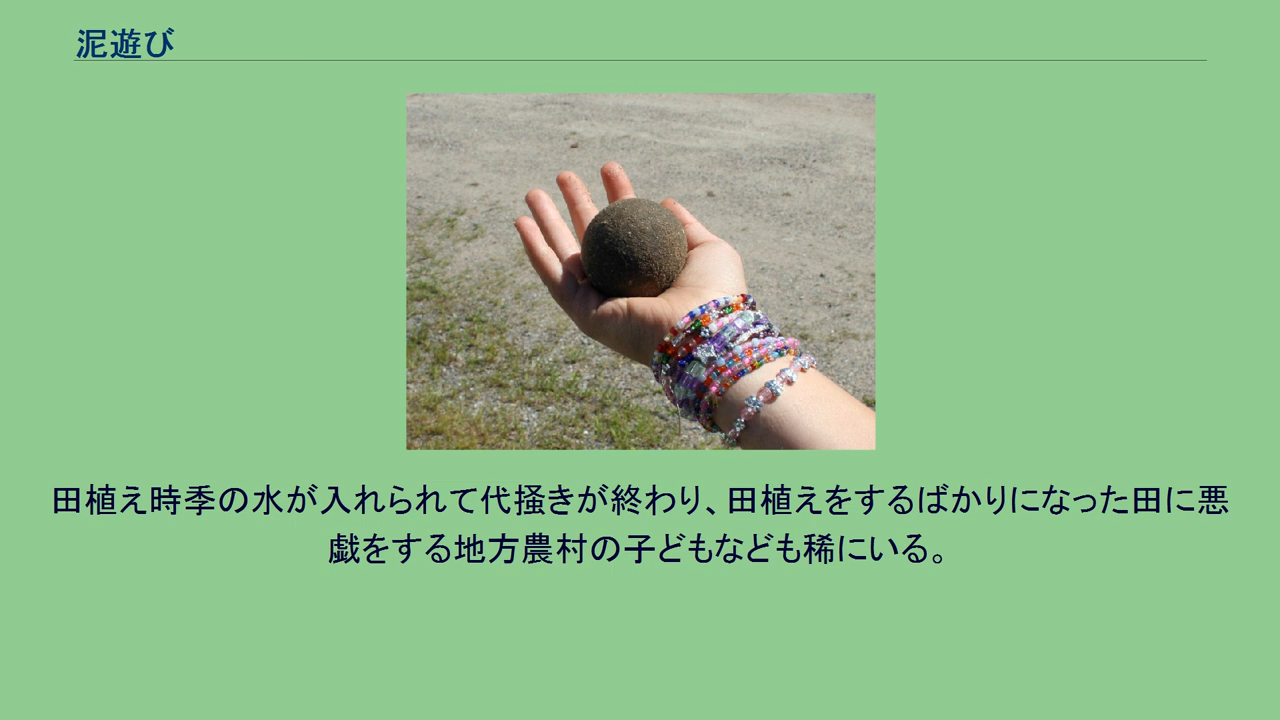 泥遊び
田植え時季の水が入れられて代掻きが終わり、田植えをするばかりになった田に悪
戯をする地方農村の子どもなども稀にいる。